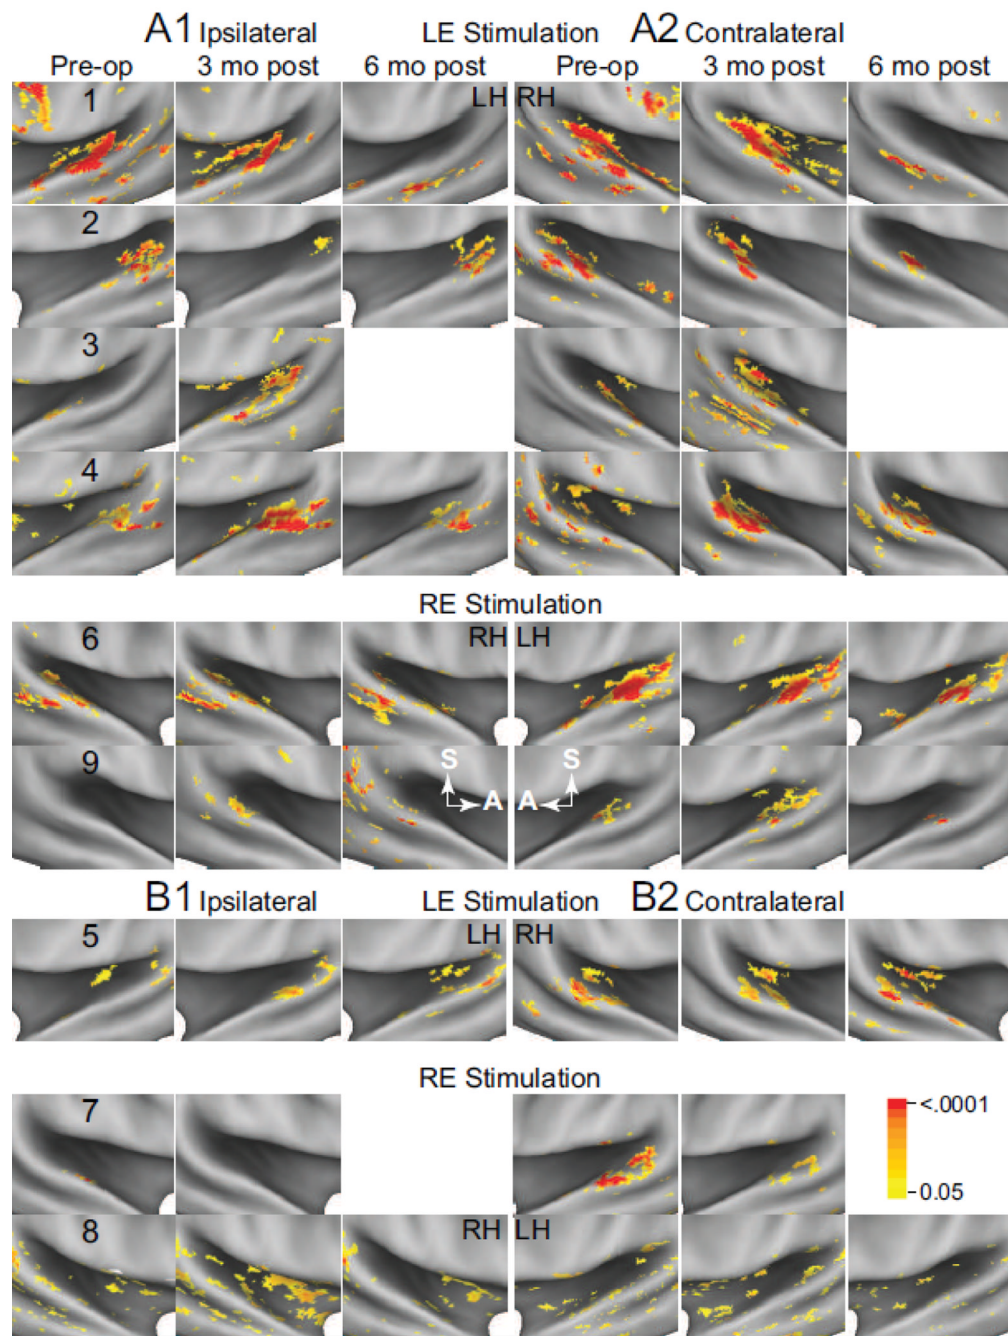 A1 Ipsilateral LE Stimulation A2 Contralateral
Pre-op 3 mo post 6 mo post Pre-op 3 mo post 6 mo post
1 LH RH
2
3
4
RE Stimulation
6 RH LH
9 S S
A A
B1 Ipsilateral LE Stimulation B2 Contralateral
5 LH RH
RE Stimulation
7
<.0001
0.05
8 RH LH